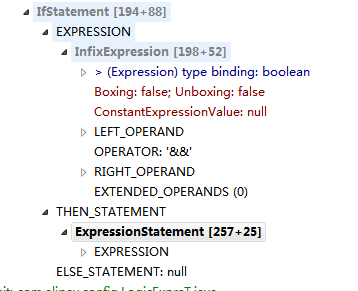 IfStatement [194+88]
EXPRESSION
InfixExpression [198+52]
> (Expression) type binding: boolean
Boxing: false; Unboxing: false
ConstantExpressionValue: null
LEFT_OPERAND
OPERATOR: '&&'
RIGHT_OPERAND
EXTENDED_OPERANDS (0)
THEN_STATEMENT
ExpressionStatement [257+25]
EXPRESSION
ELSE_STATEMENT: null